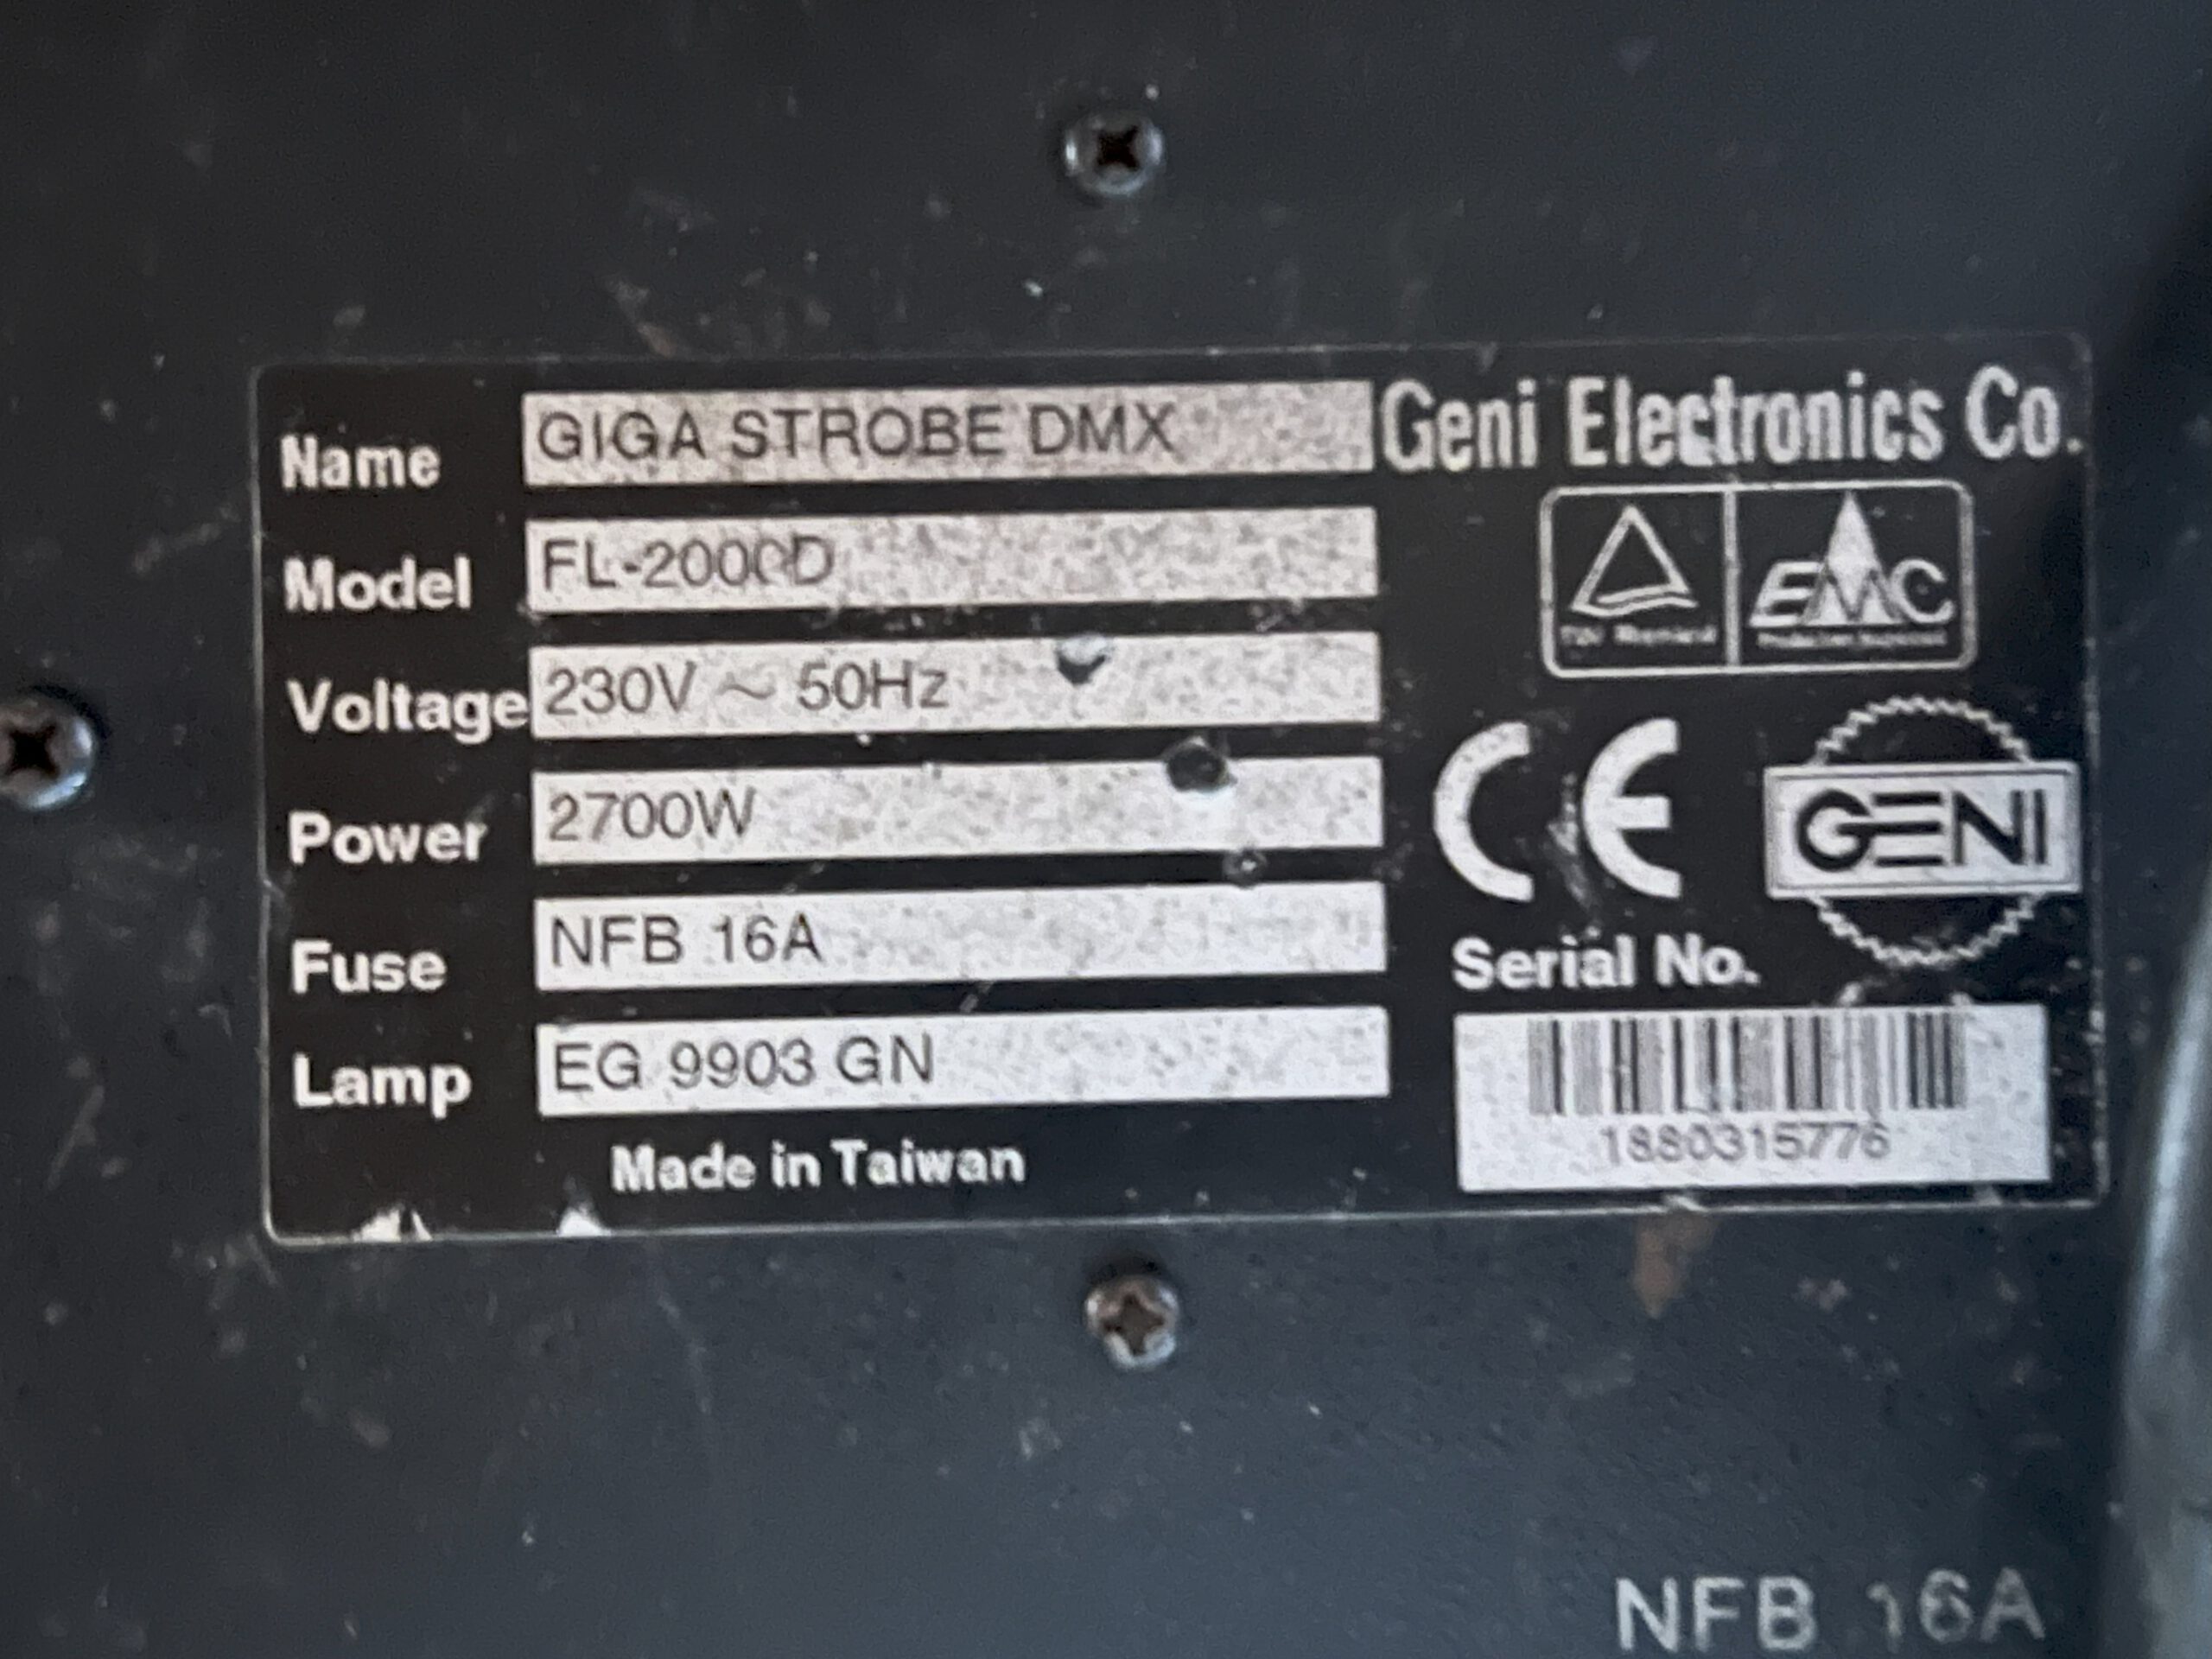 Name GIGA STROBE DMX
Geni Electronics Co.
Model FL-2000D
EMC
Voltage 230V ~ 50Hz
Power 2700W
CE
GENI
Fuse NFB 16A
Serial No.
Lamp EG 9903 GN
1880315776
Made in Taiwan
NFB 16A